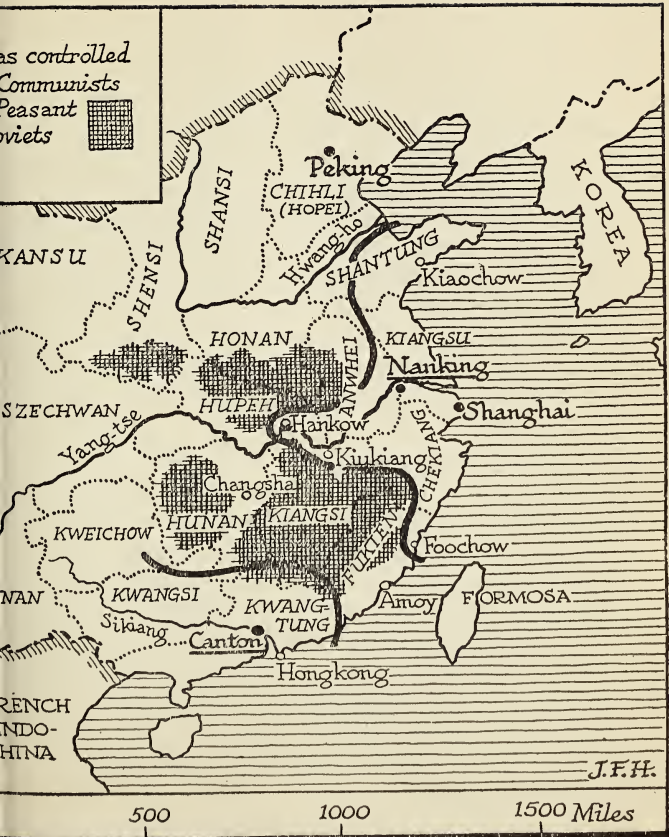 as controlled
Communists
Peasant
oviets
Peking
SHANSI
CHIHLI
(HOPEI)
Hwang-ho
KOREA
KANSU
SHENSI
SHANTUNG
Kiaochow
HONAN
KIANGSU
ANWHEI
Nanking
SZECHWAN
HUPEH
Hankow
Shanghai
Yang-tse
Kiukiang
CHEKIANG
Changsha
HUNAN
KIANGSI
KWEICHOW
FUKIEN
Foochow
NAN
KWANGSI
KWANG-
TUNG
Amoy
FORMOSA
Sikiang
Canton
Hongkong
RENCH
NDO-
HINA
J.F.H.
500 1000 1500 Miles